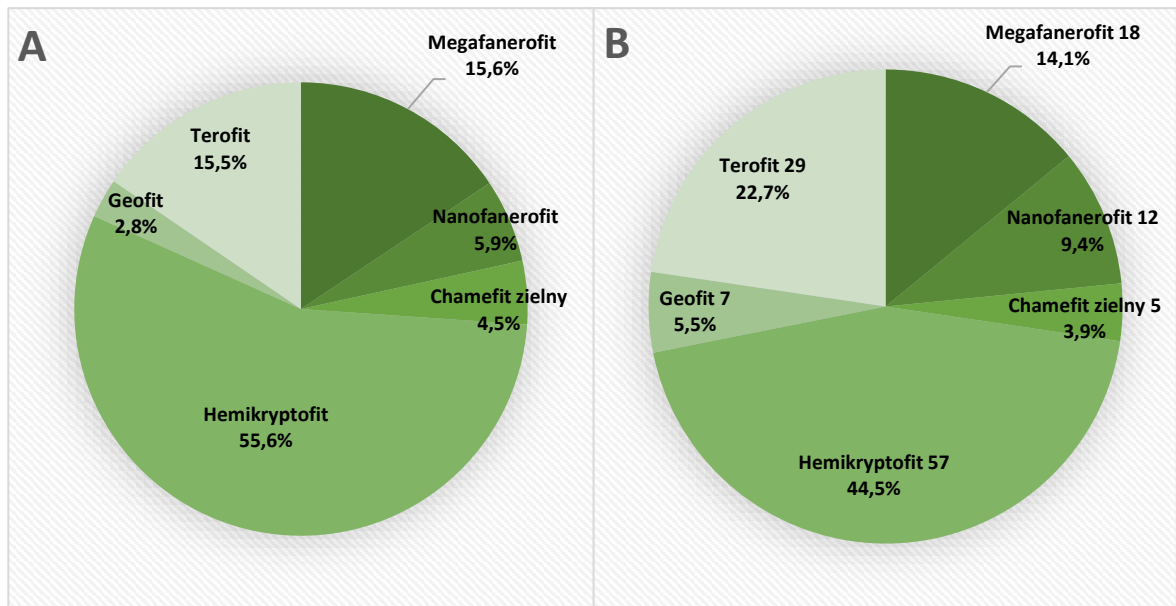 A
Megafanerofit
15,6%
Nanofanerofit
5,9%
Chamefit zielny
4,5%
Hemikryptofit
55,6%
Geofit
2,8%
Terofit
15,5%
B
Megafanerofit 18
14,1%
Nanofanerofit 12
9,4%
Chamefit zielny 5
3,9%
Hemikryptofit 57
44,5%
Geofit 7
5,5%
Terofit 29
22,7%